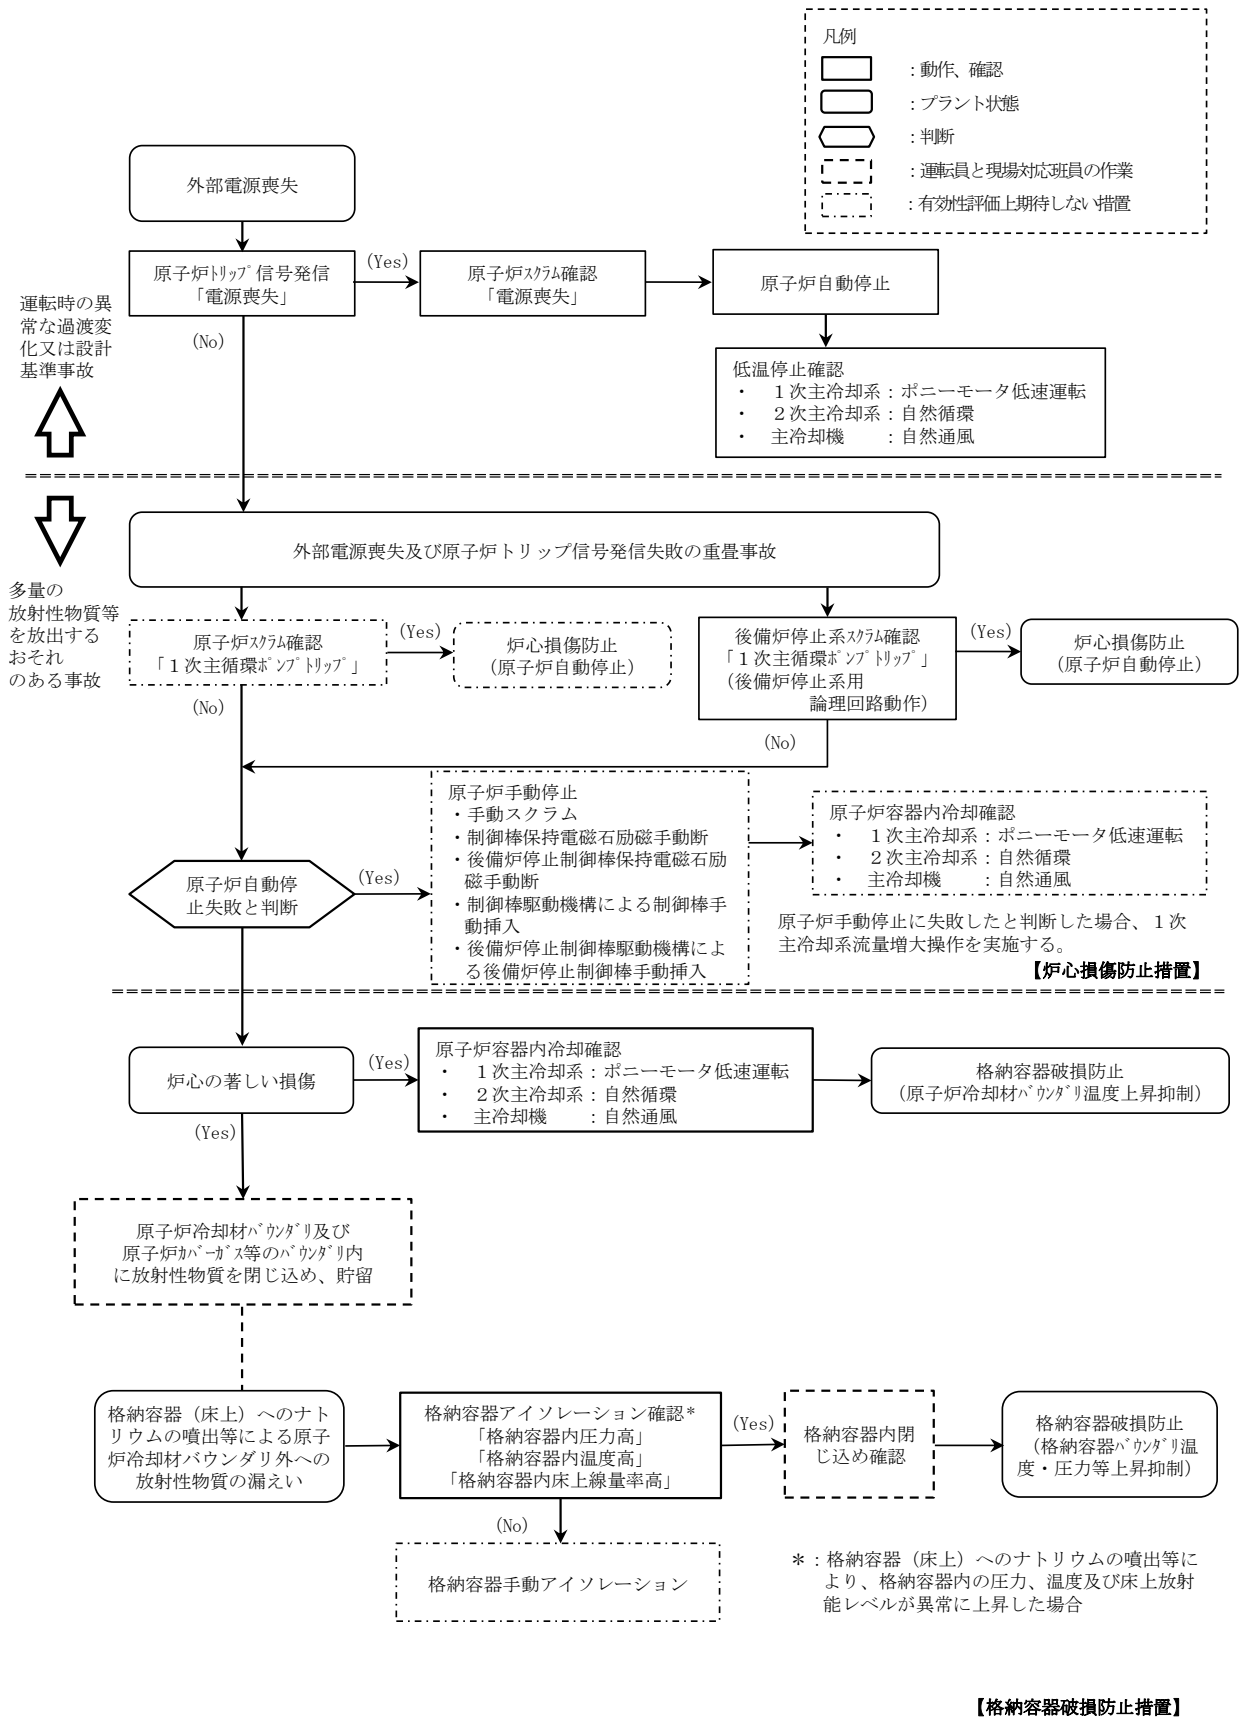 凡例
：動作、確認
：プラント状態
：判断
：運転員と現場対応班員の作業
：有効性評価上期待しない措置
外部電源喪失
原子炉ﾄﾘｯﾌﾟ信号発信
「電源喪失」
(Yes)
原子炉ｽｸﾗﾑ確認
「電源喪失」
原子炉自動停止
(No)
運転時の異
常な過渡変
化又は設計
基準事故
低温停止確認
・　１次主冷却系：ポニーモータ低速運転
・　２次主冷却系：自然循環
・　主冷却機　　：自然通風
外部電源喪失及び原子炉トリップ信号発信失敗の重畳事故
多量の
放射性物質等
を放出する
おそれ
のある事故
原子炉ｽｸﾗﾑ確認
「１次主循環ﾎﾟﾝﾌﾟﾄﾘｯﾌﾟ」
(Yes)
炉心損傷防止
（原子炉自動停止）
後備炉停止系ｽｸﾗﾑ確認
「１次主循環ﾎﾟﾝﾌﾟﾄﾘｯﾌﾟ」
（後備炉停止系用
論理回路動作）
(Yes)
炉心損傷防止
（原子炉自動停止）
(No)
(No)
原子炉手動停止
・手動スクラム
・制御棒保持電磁石励磁手動断
・後備炉停止制御棒保持電磁石励
磁手動断
・制御棒駆動機構による制御棒手
動挿入
・後備炉停止制御棒駆動機構によ
る後備炉停止制御棒手動挿入
原子炉容器内冷却確認
・　１次主冷却系：ポニーモータ低速運転
・　２次主冷却系：自然循環
・　主冷却機　　：自然通風
原子炉自動停
止失敗と判断
(Yes)
原子炉手動停止に失敗したと判断した場合、１次
主冷却系流量増大操作を実施する。
【炉心損傷防止措置】
炉心の著しい損傷
(Yes)
原子炉容器内冷却確認
・　１次主冷却系：ポニーモータ低速運転
・　２次主冷却系：自然循環
・　主冷却機　　：自然通風
格納容器破損防止
（原子炉冷却材ﾊﾞｳﾝﾀﾞﾘ温度上昇抑制）
(Yes)
原子炉冷却材ﾊﾞｳﾝﾀﾞﾘ及び
原子炉ｶﾊﾞｰｶﾞｽ等のﾊﾞｳﾝﾀﾞﾘ内
に放射性物質を閉じ込め、貯留
格納容器（床上）へのナト
リウムの噴出等による原子
炉冷却材バウンダリ外への
放射性物質の漏えい
格納容器アイソレーション確認*
「格納容器内圧力高」
「格納容器内温度高」
「格納容器内床上線量率高」
(Yes)
格納容器内閉
じ込め確認
格納容器破損防止
（格納容器ﾊﾞｳﾝﾀﾞﾘ温
度・圧力等上昇抑制）
(No)
格納容器手動アイソレーション
＊：格納容器（床上）へのナトリウムの噴出等に
より、格納容器内の圧力、温度及び床上放射
能レベルが異常に上昇した場合
【格納容器破損防止措置】